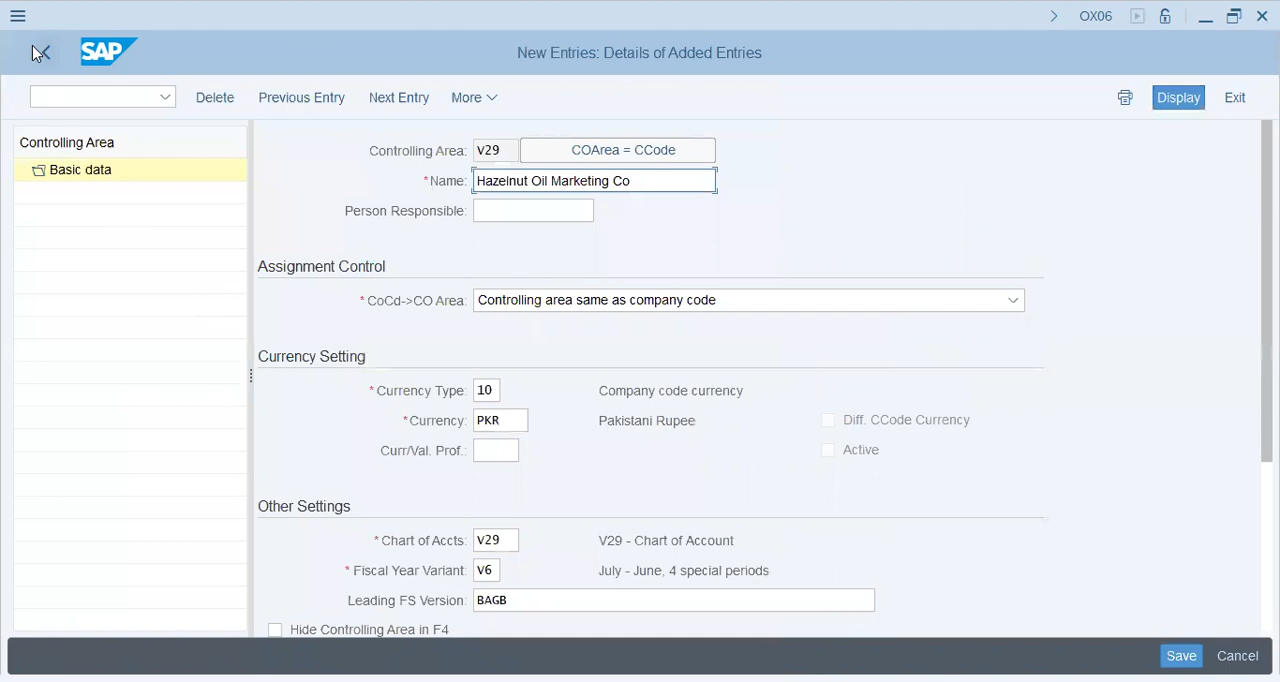 OX06
SAP
New Entries: Details of Added Entries
Delete Previous Entry Next Entry More Display Exit
Controlling Area
Basic data
Controlling Area: V29 COArea = CCode
*Name: Hazelnut Oil Marketing Co
Person Responsible:
Assignment Control
* CoCd->CO Area: Controlling area same as company code
Currency Setting
* Currency Type: 10 Company code currency
*Currency: PKR Pakistani Rupee Diff. CCode Currency
Curr/Val. Prof.: Active
Other Settings
* Chart of Accts: V29 V29 - Chart of Account
* Fiscal Year Variant: V6 July - June, 4 special periods
Leading FS Version: BAGB
Hide Controlling Area in F4
Save Cancel